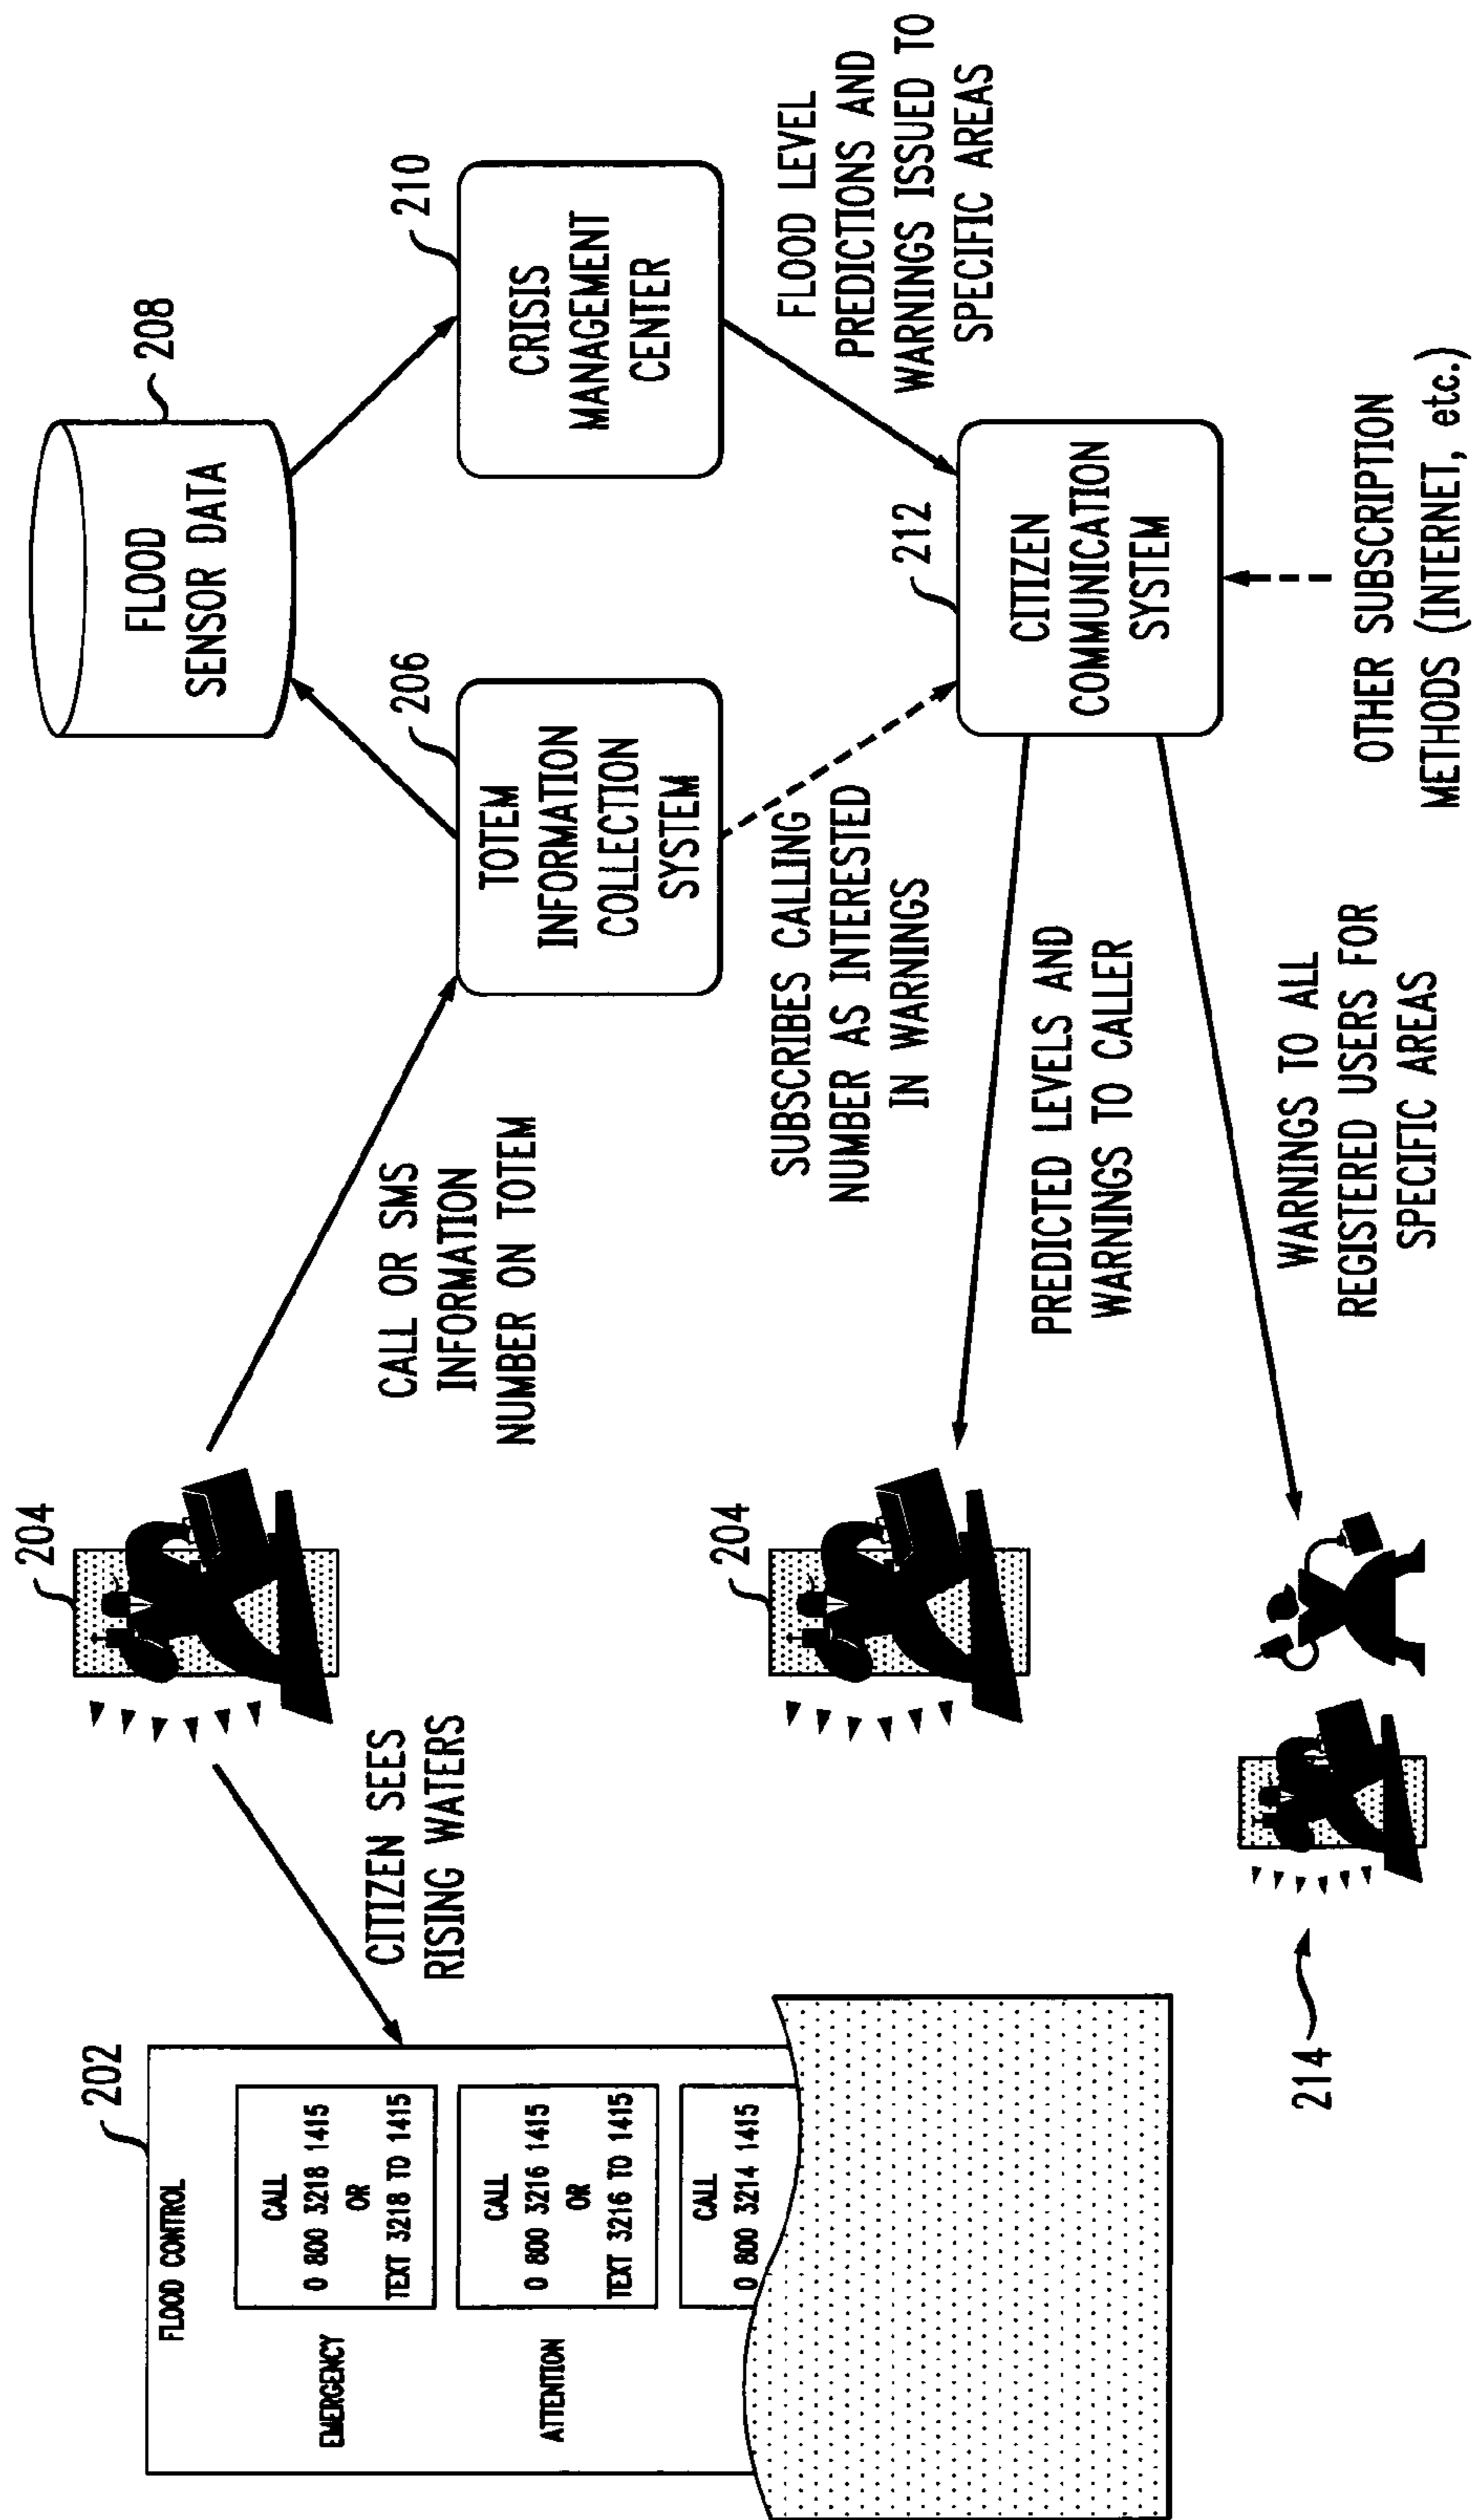 202
FLOOD CONTROL
EMERGENCY
CALL
0 800 3218 1415
OR
TEXT 3218 TO 1415
ATTENTION
CALL
0 800 3216 1415
OR
TEXT 3216 TO 1415
CALL
0 800 3214 1415
CITIZEN SEES
RISING WATERS
204
CALL OR SMS
INFORMATION
NUMBER ON TOTEM
206
TOTEM
INFORMATION
COLLECTION
SYSTEM
208
FLOOD
SENSOR DATA
210
CRISIS
MANAGEMENT
CENTER
FLOOD LEVEL
PREDICTIONS AND
WARNINGS ISSUED TO
SPECIFIC AREAS
SUBSCRIBES CALLING
NUMBER AS INTERESTED
IN WARNINGS
212
CITIZEN
COMMUNICATION
SYSTEM
204
PREDICTED LEVELS AND
WARNINGS TO CALLER
214
WARNINGS TO ALL
REGISTERED USERS FOR
SPECIFIC AREAS
OTHER SUBSCRIPTION
METHODS (INTERNET, etc.)